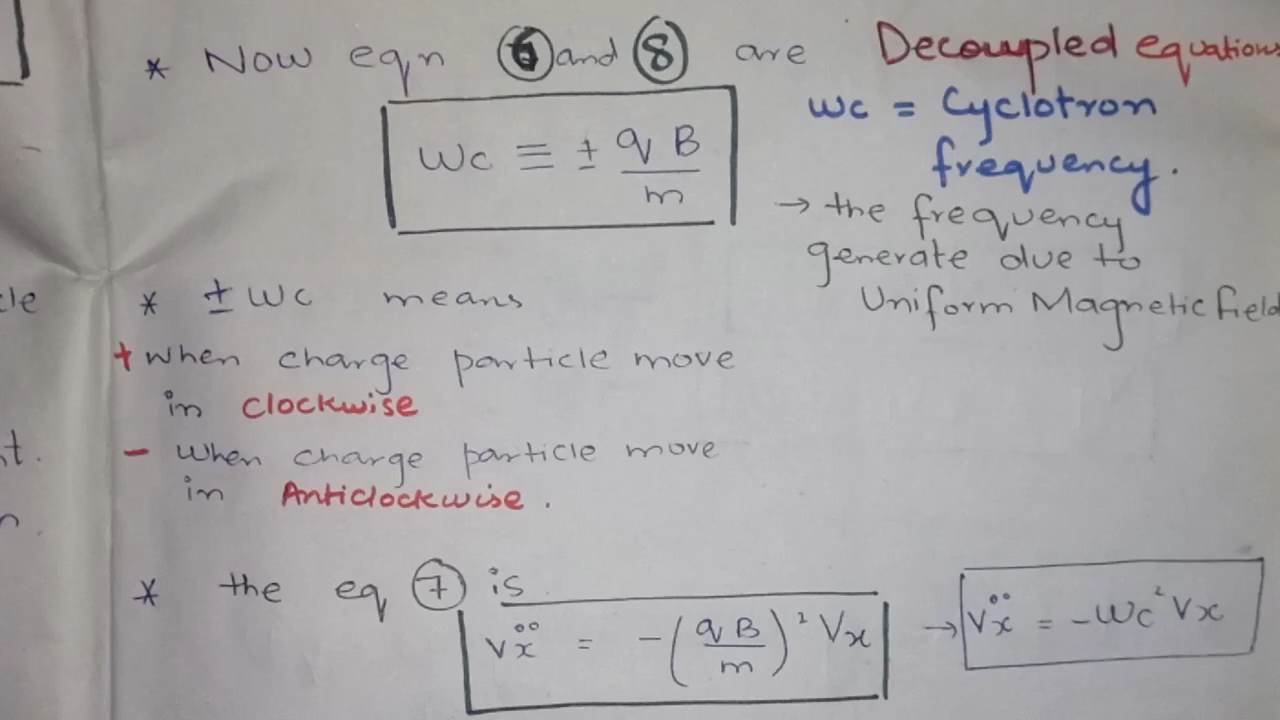 * Now eqn ⑥ and ⑧ are Decoupled equations
ωc ≡ ± qB/m
ωc = Cyclotron
frequency.
→ the frequency
generate due to
Uniform Magnetic field
* ± ωc means
+ when charge particle move
in clockwise
- when charge particle move
in Anticlockwise.
* the eq ⑦ is
v̈x = -(qB/m)² Vx → v̈x = -ωc² Vx